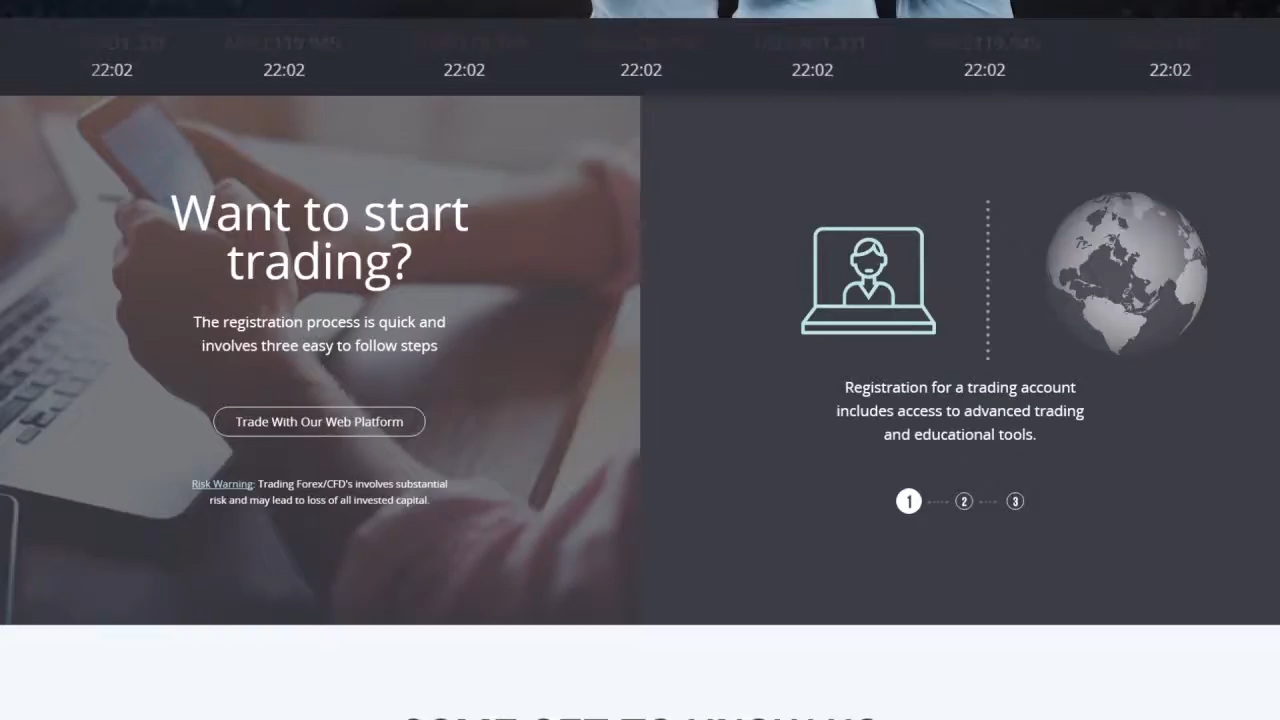 22:02 22:02 22:02 22:02 22:02 22:02 22:02
Want to start
trading?
The registration process is quick and
involves three easy to follow steps
Trade With Our Web Platform
Risk Warning: Trading Forex/CFD's involves substantial
risk and may lead to loss of all invested capital.
Registration for a trading account
includes access to advanced trading
and educational tools.
1 2 3